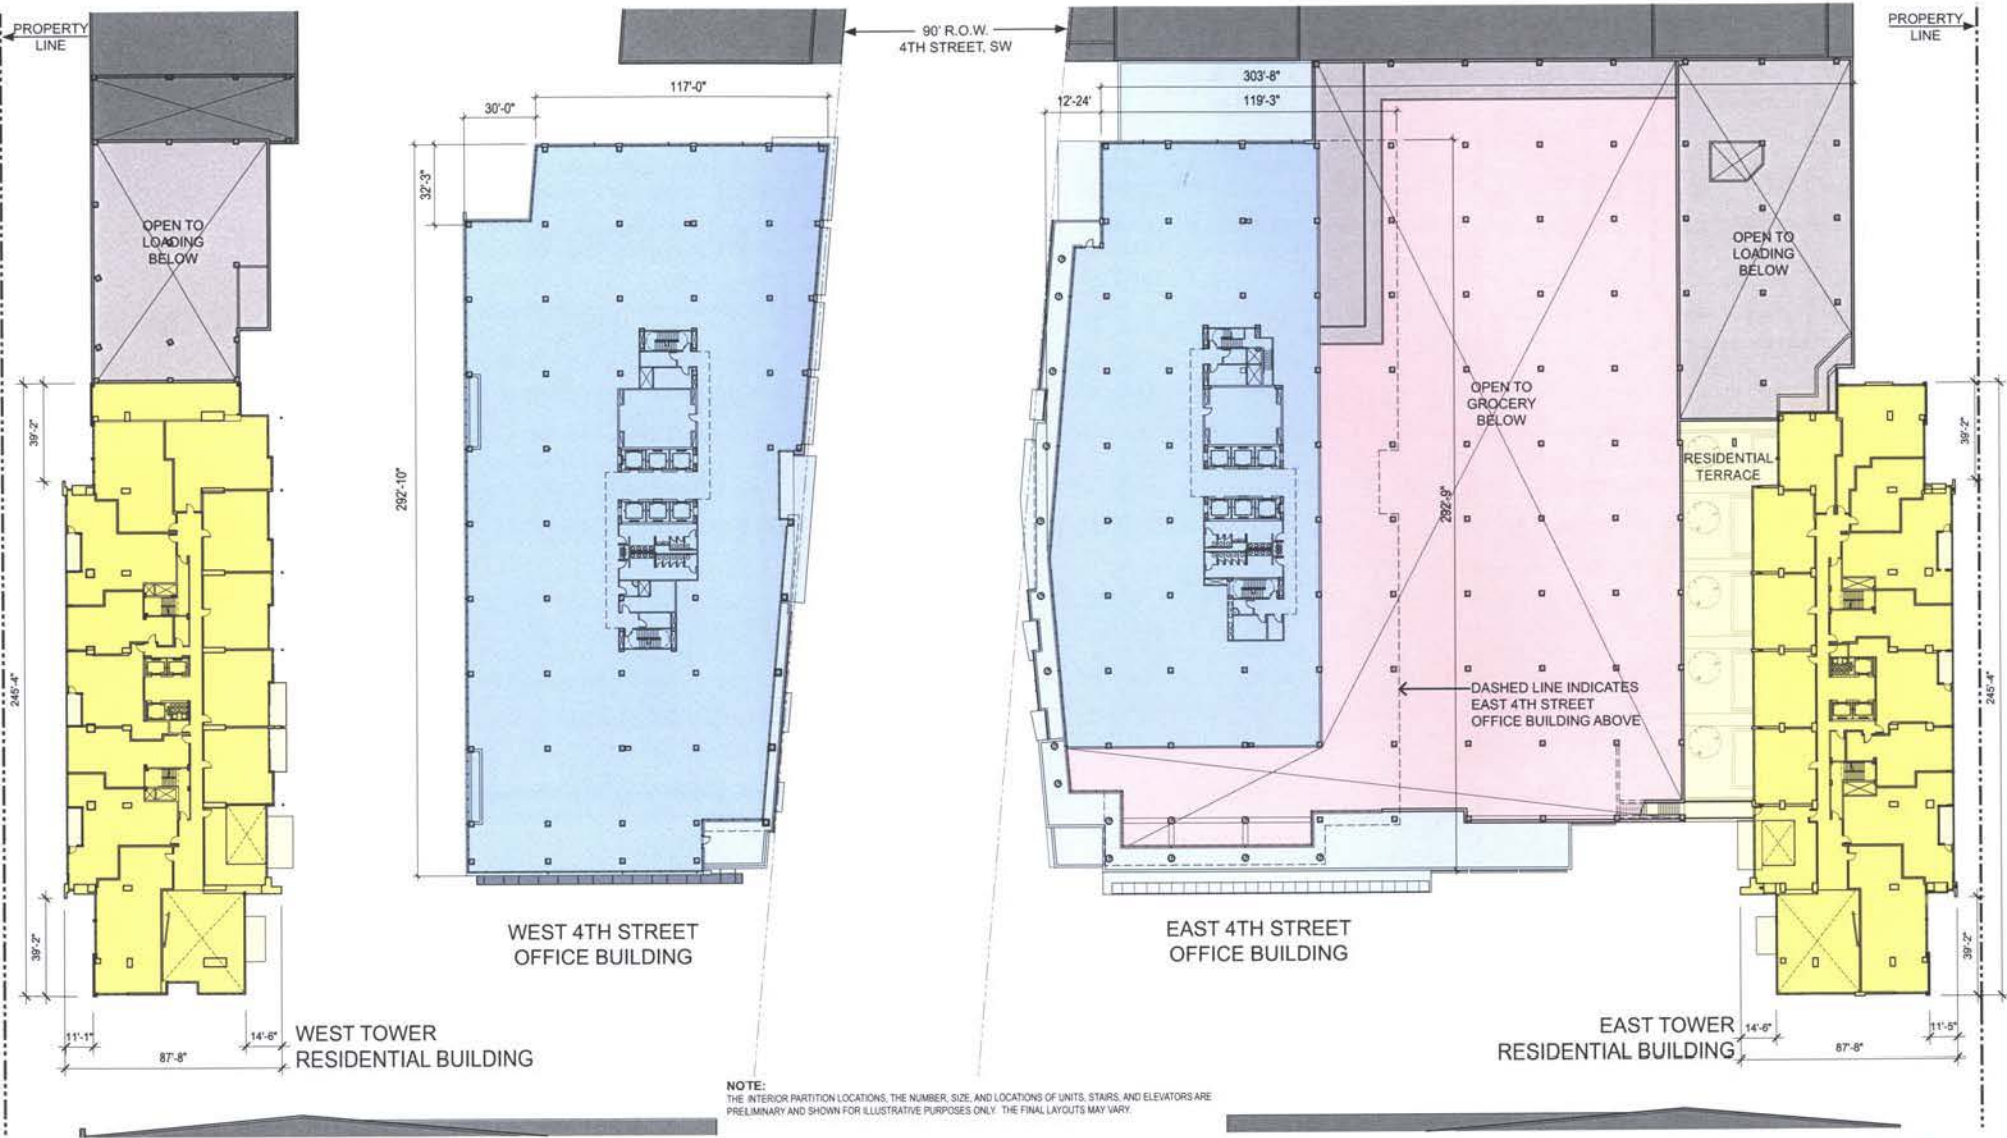 PROPERTY
LINE
90' R.O.W.
4TH STREET, SW
PROPERTY
LINE
117'-0"
30'-0"
32'-3"
303'-8"
12'-24'
119'-3"
OPEN TO
LOADING
BELOW
OPEN TO
LOADING
BELOW
OPEN TO
GROCERY
BELOW
RESIDENTIAL
TERRACE
39'-2"
245'-4"
39'-2"
292'-10"
292'-9"
39'-2"
245'-4"
39'-2"
DASHED LINE INDICATES
EAST 4TH STREET
OFFICE BUILDING ABOVE
WEST 4TH STREET
OFFICE BUILDING
EAST 4TH STREET
OFFICE BUILDING
11'-1"
14'-6"
87'-8"
WEST TOWER
RESIDENTIAL BUILDING
EAST TOWER
RESIDENTIAL BUILDING
14'-6"
11'-5"
87'-8"
NOTE:
THE INTERIOR PARTITION LOCATIONS, THE NUMBER, SIZE, AND LOCATIONS OF UNITS, STAIRS, AND ELEVATORS ARE
PRELIMINARY AND SHOWN FOR ILLUSTRATIVE PURPOSES ONLY. THE FINAL LAYOUTS MAY VARY.